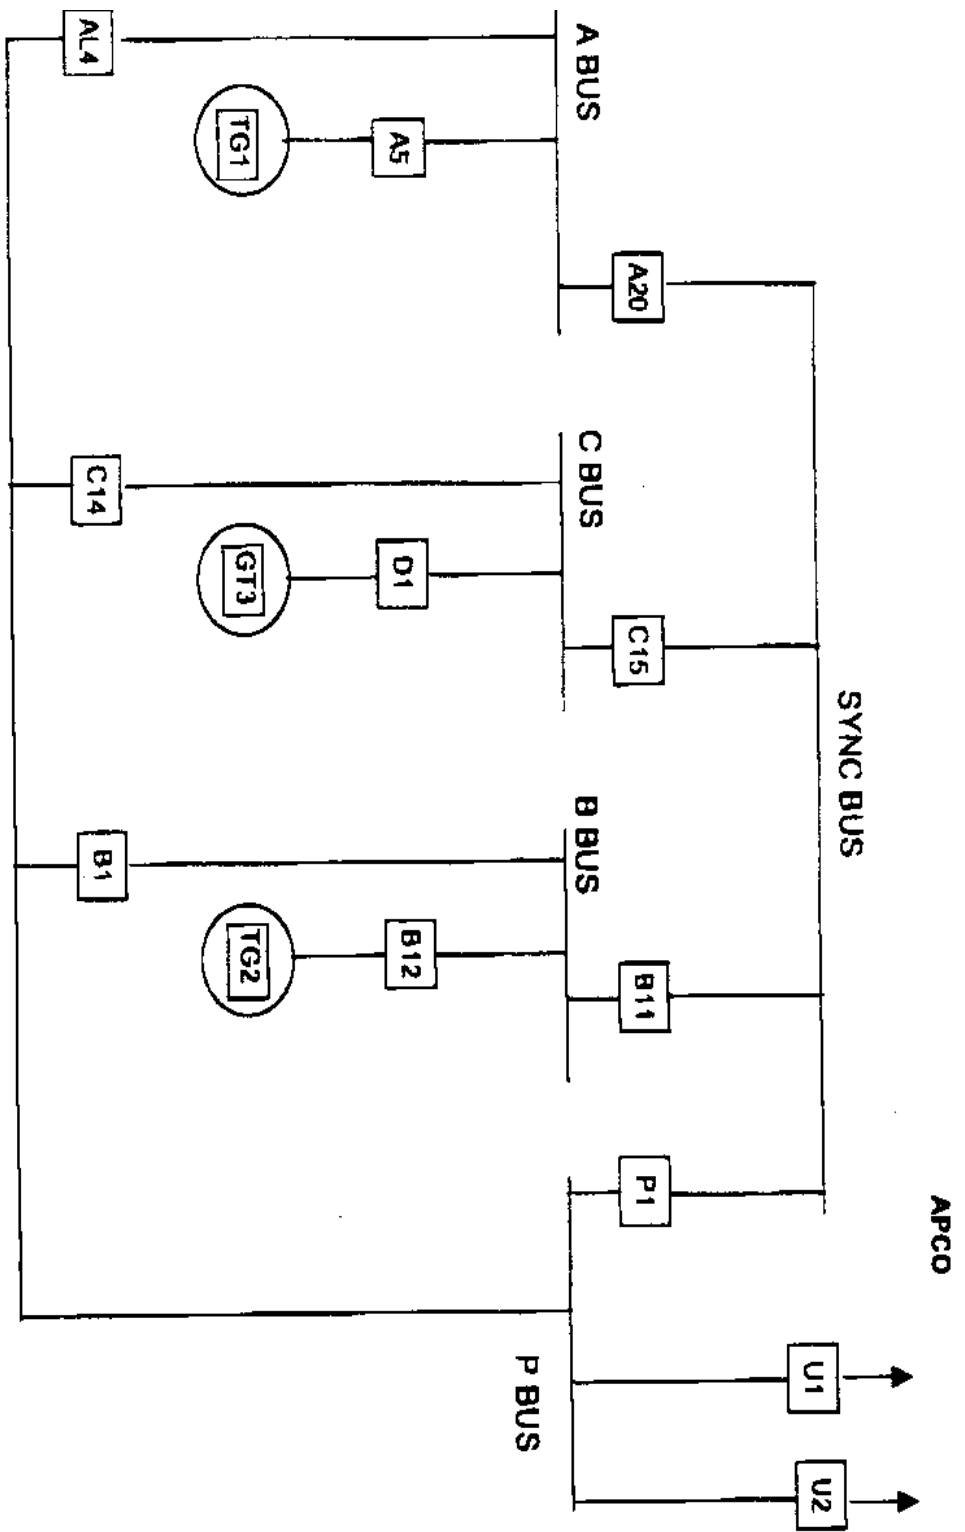 APCO
SYNC BUS
U1
U2
A20
C15
B11
P1
A BUS
C BUS
B BUS
P BUS
A5
D1
B12
TG1
GT3
TG2
AL4
C14
B1